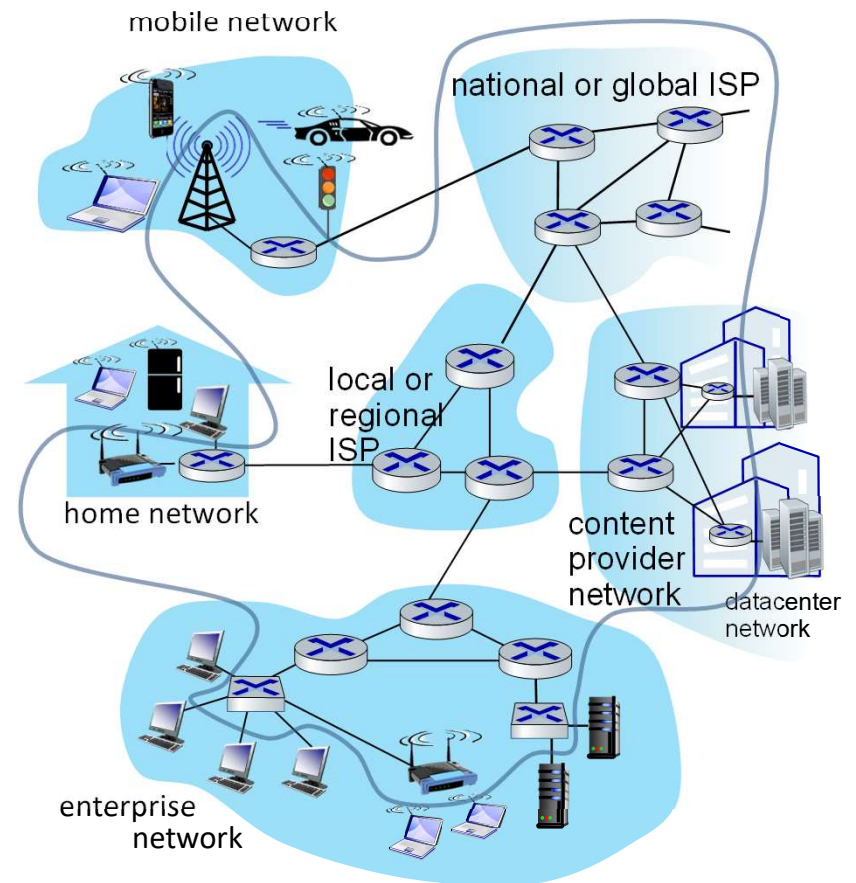 mobile network
national or global ISP
local or
regional
ISP
home network
content
provider
network
datacenter
network
enterprise
network